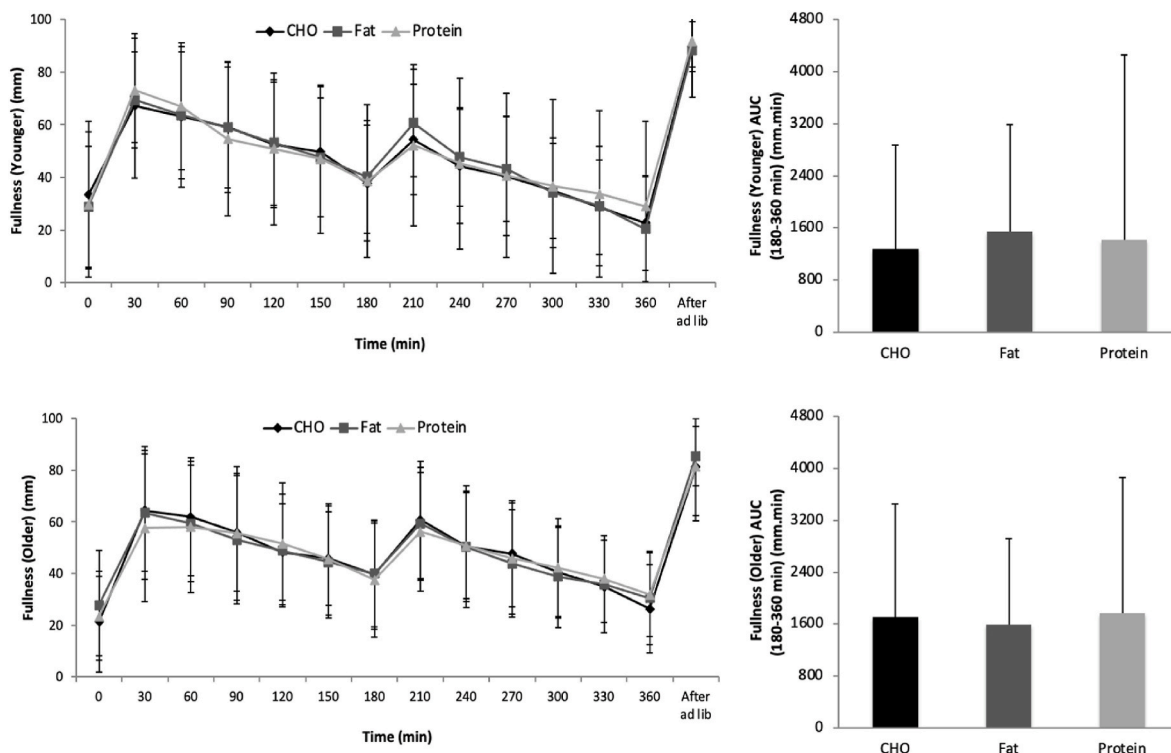 Fullness (Younger) (mm)
100
80
60
40
20
0
CHO Fat Protein
0 30 60 90 120 150 180 210 240 270 300 330 360 After
ad lib
Time (min)
Fullness (Younger) AUC
(180-360 min) (mm.min)
4800
4000
3200
2400
1600
800
0
CHO Fat Protein
Fullness (Older) (mm)
100
80
60
40
20
0
CHO Fat Protein
0 30 60 90 120 150 180 210 240 270 300 330 360 After
ad lib
Time (min)
Fullness (Older) AUC
(180-360 min) (mm.min)
4800
4000
3200
2400
1600
800
0
CHO Fat Protein